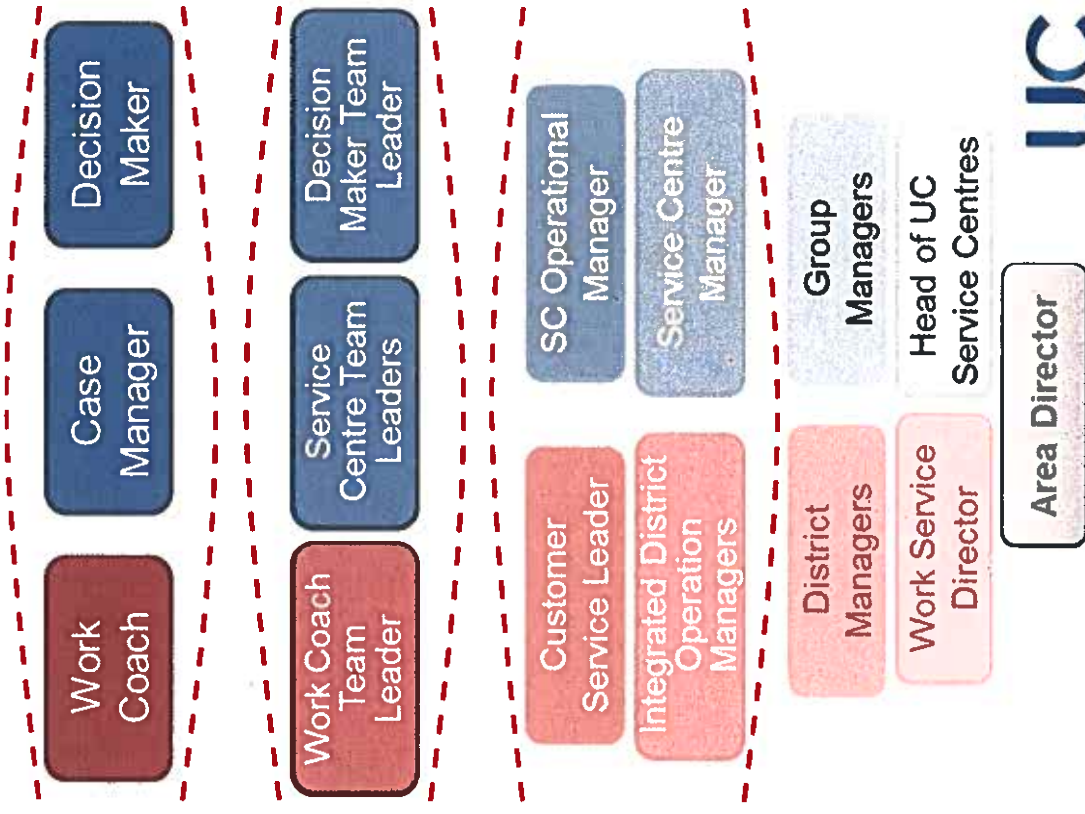 Work
Coach
Case
Manager
Decision
Maker
Work Coach
Team
Leader
Service
Centre Team
Leaders
Decision
Maker Team
Leader
Customer
Service Leader
SC Operational
Manager
Integrated District
Operation
Managers
Service Centre
Manager
District
Managers
Group
Managers
Work Service
Director
Head of UC
Service Centres
Area Director
UC